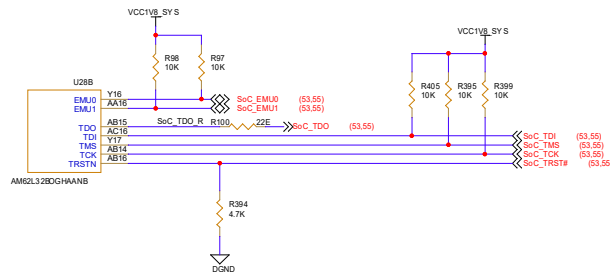 VCC1V8_SYS
VCC1V8_SYS
R98
10K
R97
10K
R405
10K
R395
10K
R399
10K
U28B
EMU0 Y16 SoC_EMU0 (53,55)
EMU1 AA16 SoC_EMU1 (53,55)
TDO AB15 SoC_TDO_R R100 22E SoC_TDO (53,55)
TDI AC16 SoC_TDI (53,55)
TMS Y17 SoC_TMS (53,55)
TCK AB14 SoC_TCK (53,55)
TRSTN AB16 SoC_TRST# (53,55
AM62L32BOGHAANB
R394
4.7K
DGND